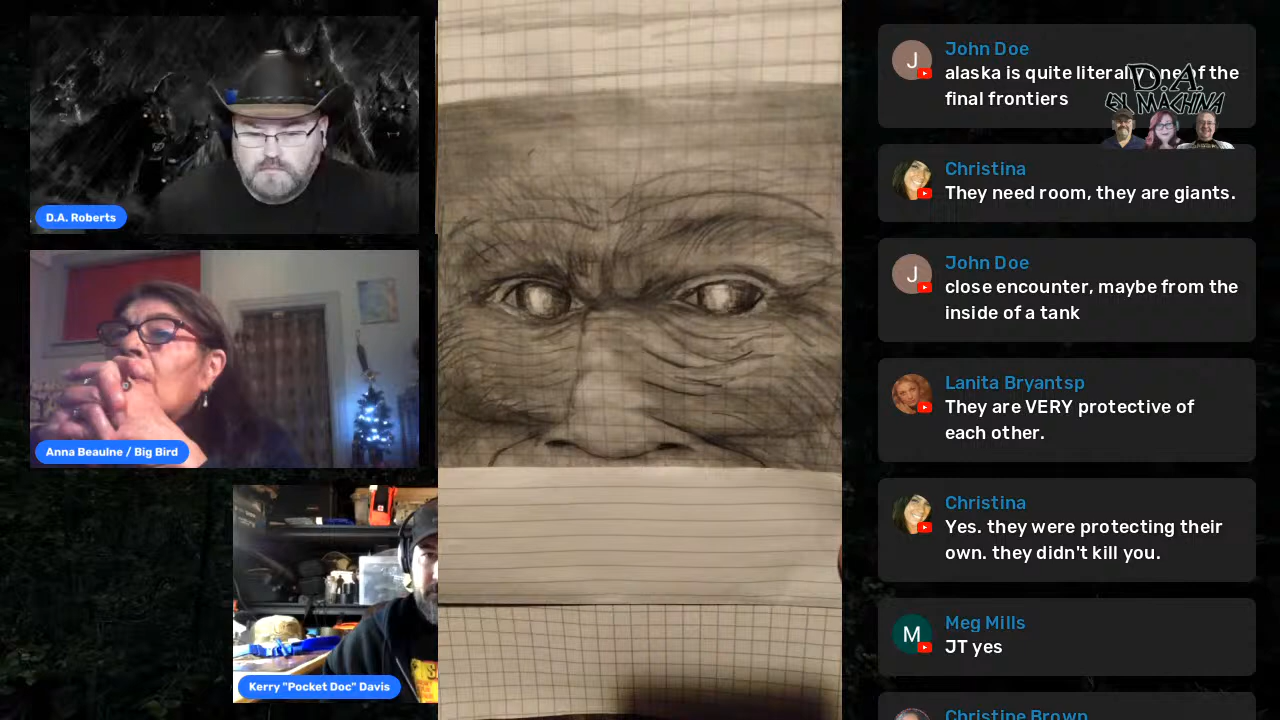 D.A. Roberts
Anna Beaulne / Big Bird
Kerry "Pocket Doc" Davis
J
John Doe
alaska is quite literally one of the
final frontiers
D.A.
EX MACHINA
Christina
They need room, they are giants.
J
John Doe
close encounter, maybe from the
inside of a tank
Lanita Bryantsp
They are VERY protective of
each other.
Christina
Yes. they were protecting their
own. they didn't kill you.
M
Meg Mills
JT yes
Christine Brown